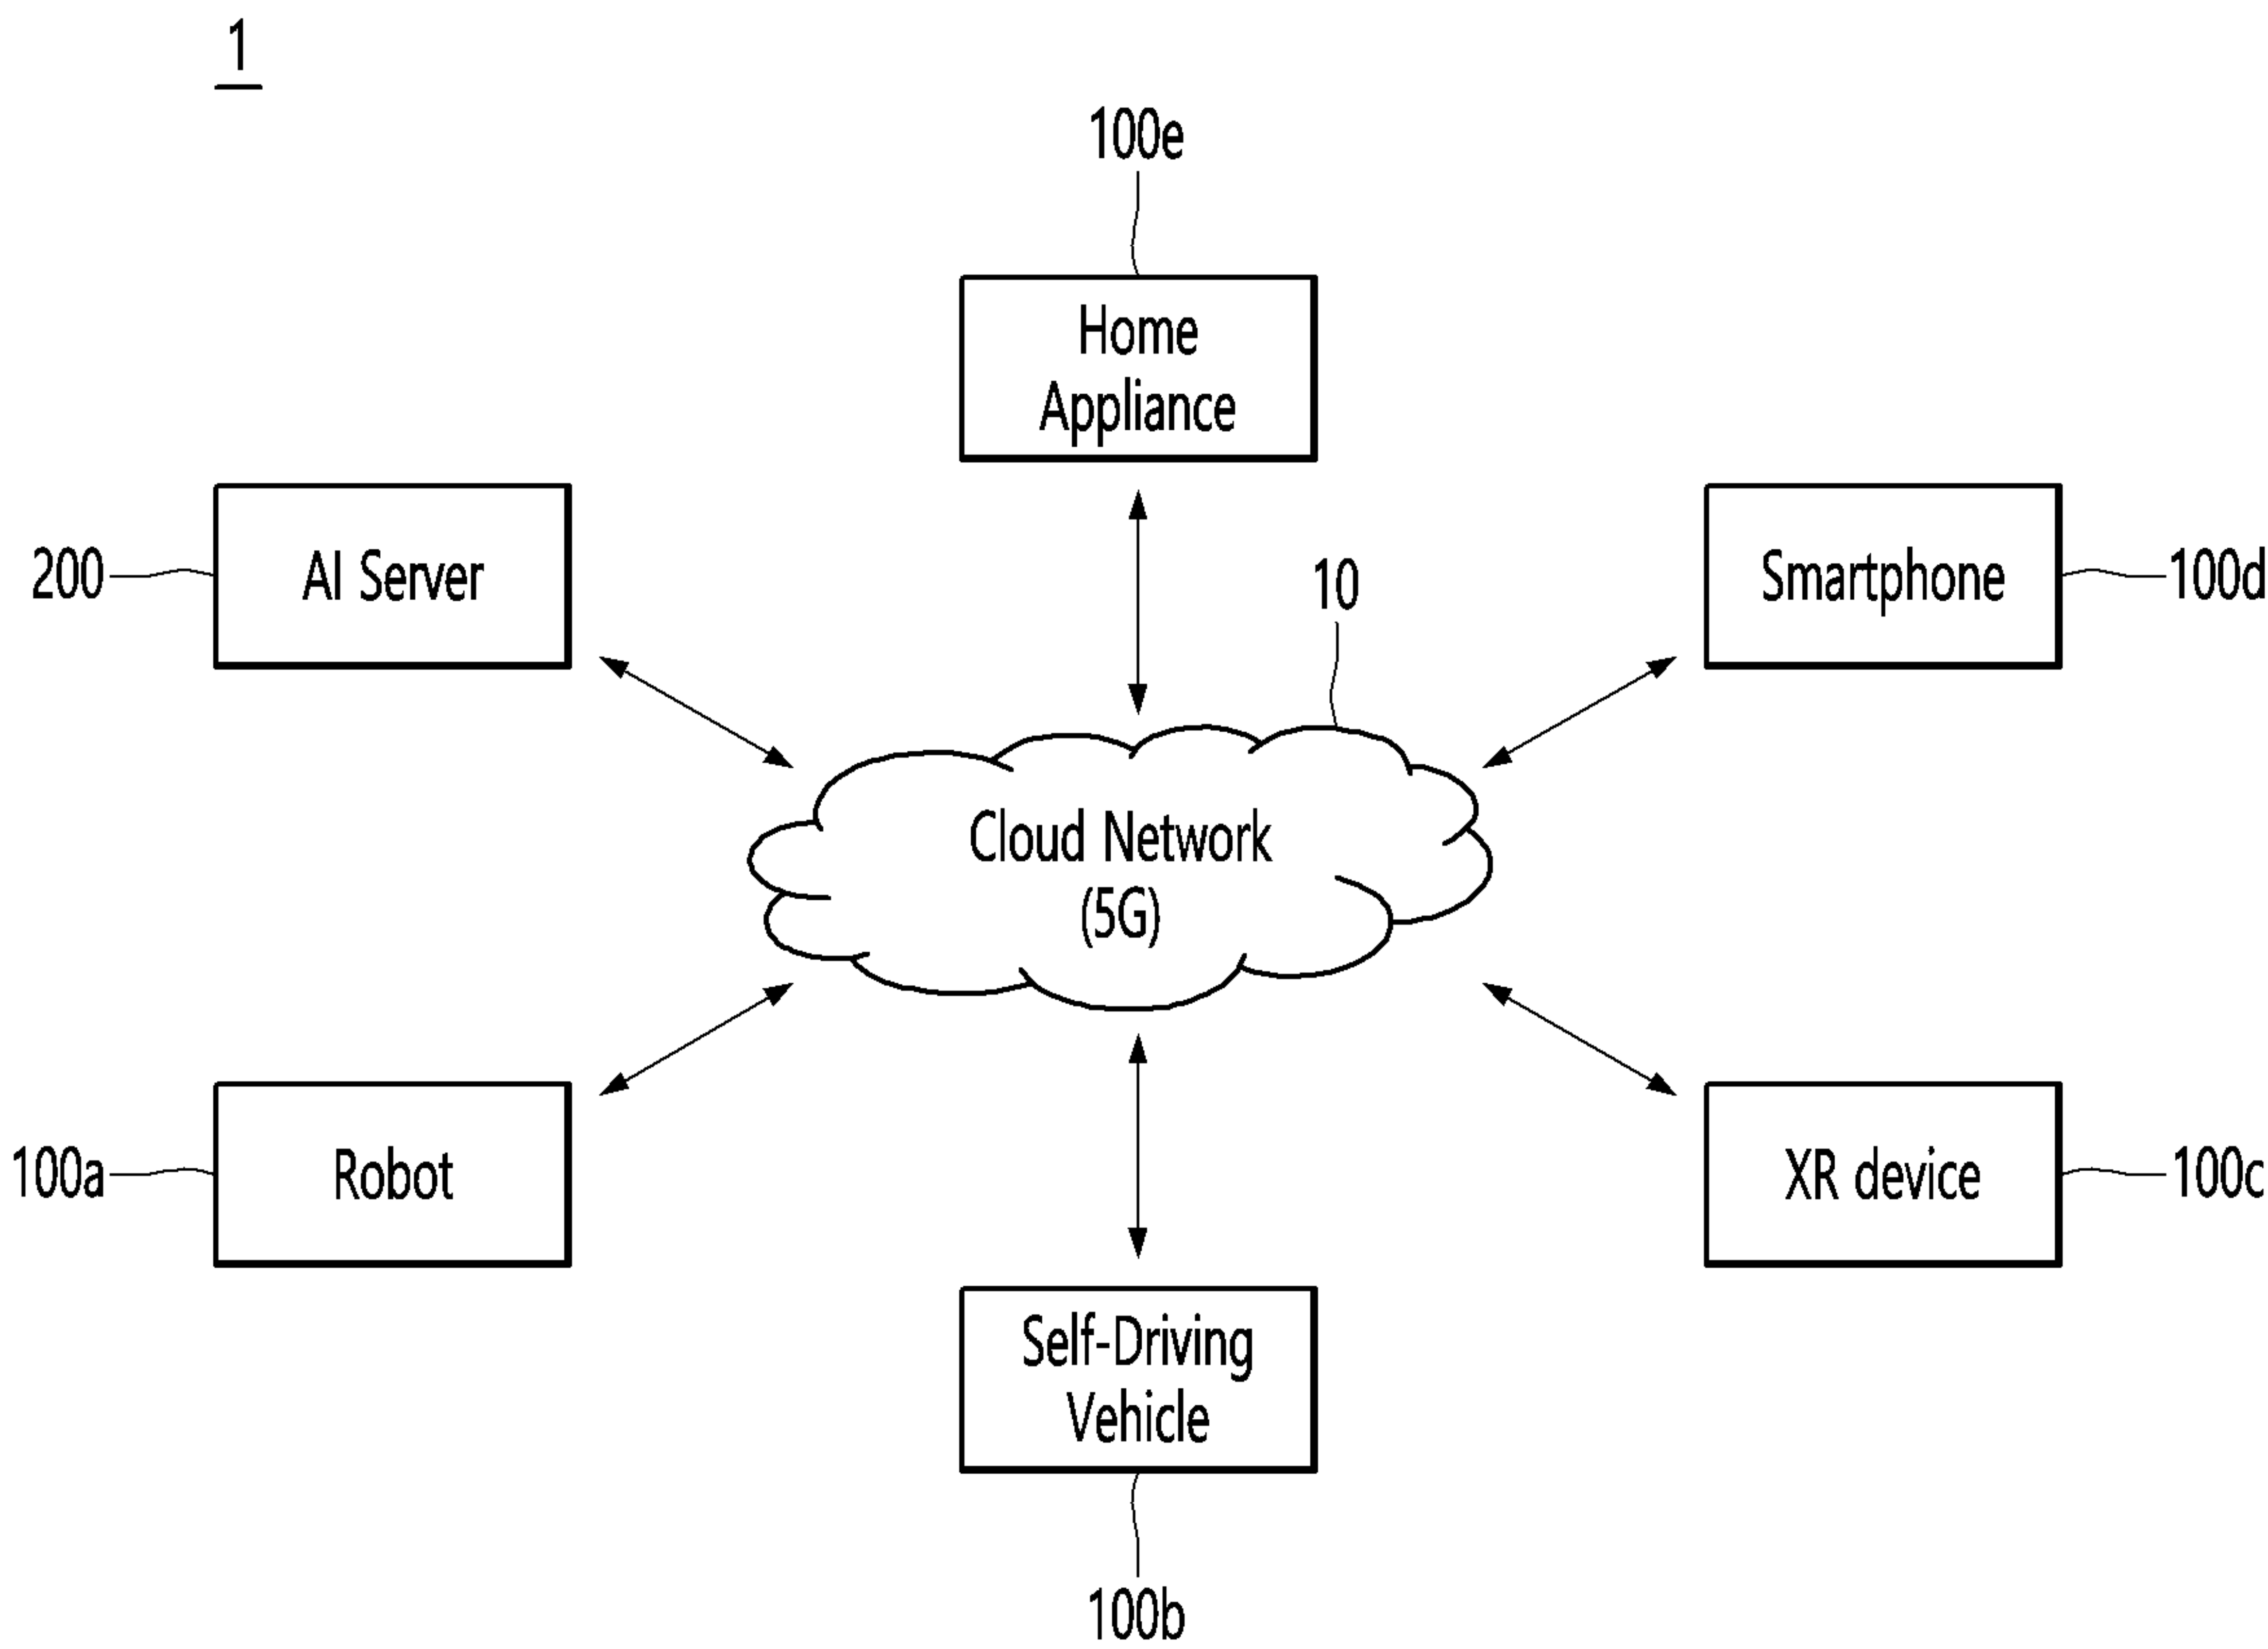 1
100e
Home
Appliance
200
AI Server
10
Smartphone
100d
Cloud Network
(5G)
100a
Robot
XR device
100c
Self-Driving
Vehicle
100b